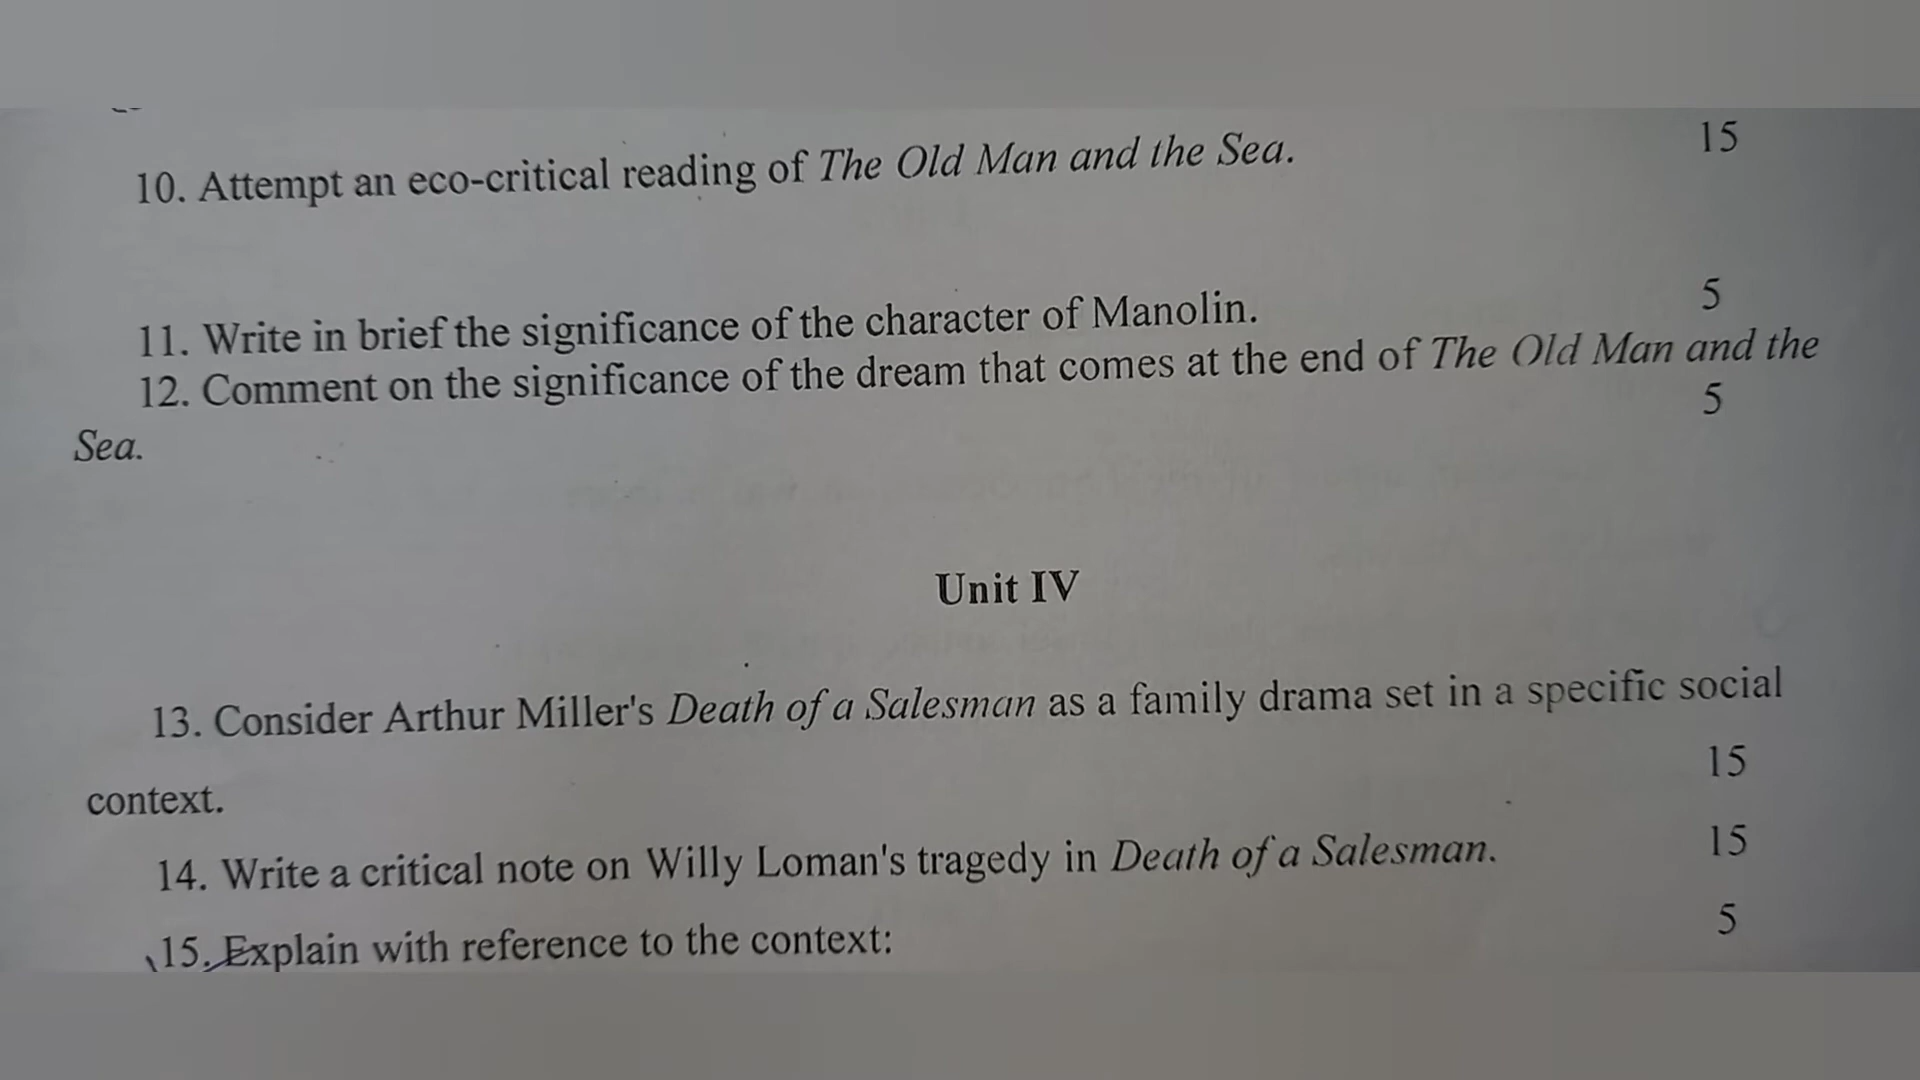 15
10. Attempt an eco-critical reading of The Old Man and the Sea.
5
11. Write in brief the significance of the character of Manolin.
12. Comment on the significance of the dream that comes at the end of The Old Man and the
5
Sea.
Unit IV
13. Consider Arthur Miller's Death of a Salesman as a family drama set in a specific social
15
context.
14. Write a critical note on Willy Loman's tragedy in Death of a Salesman. 15
15. Explain with reference to the context: 5